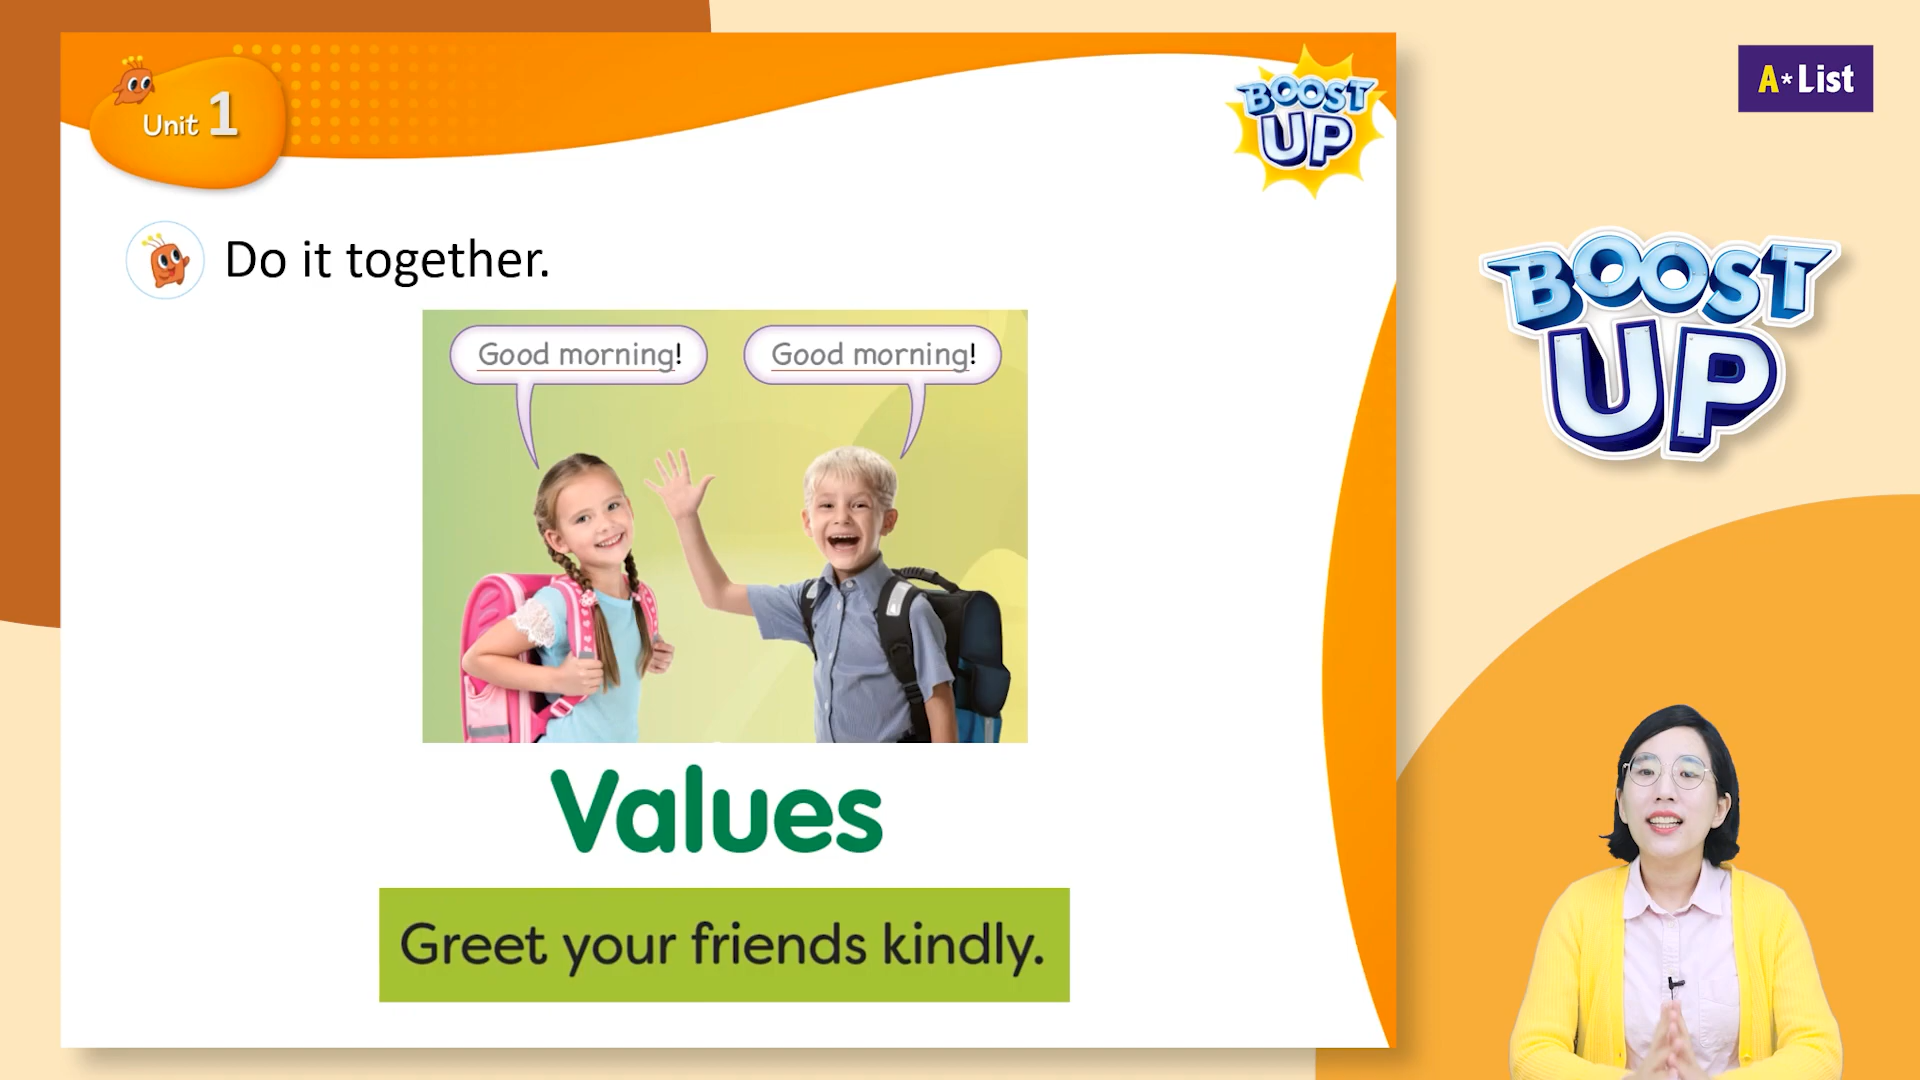 Unit 1
BOOST
UP
A*List
Do it together.
Good morning!
Good morning!
BOOST
UP
Values
Greet your friends kindly.